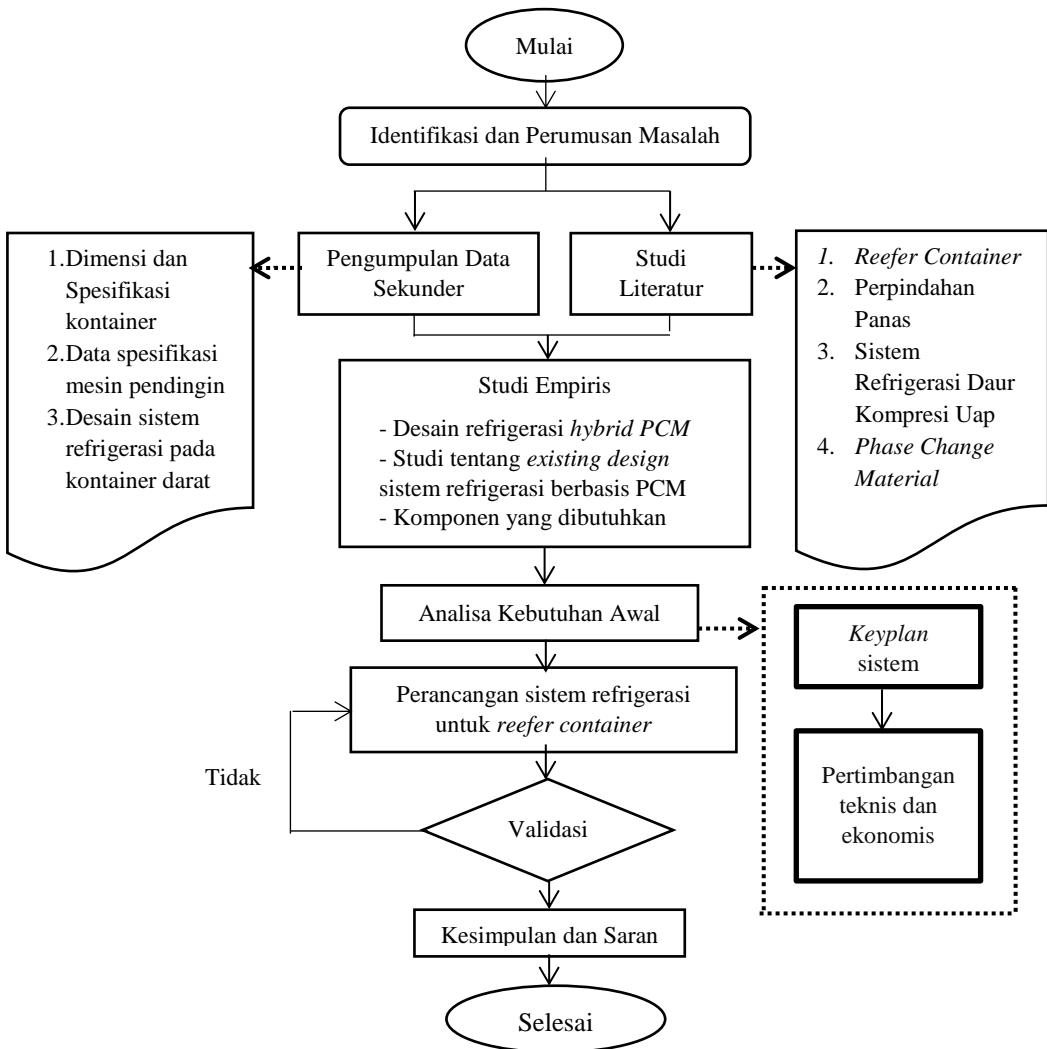 Mulai
Identifikasi dan Perumusan Masalah
1.Dimensi dan
Spesifikasi
kontainer
2.Data spesifikasi
mesin pendingin
3.Desain sistem
refrigerasi pada
kontainer darat
Pengumpulan Data
Sekunder
Studi
Literatur
1. Reefer Container
2. Perpindahan
Panas
3. Sistem
Refrigerasi Daur
Kompresi Uap
4. Phase Change
Material
Studi Empiris
- Desain refrigerasi hybrid PCM
- Studi tentang existing design
sistem refrigerasi berbasis PCM
- Komponen yang dibutuhkan
Analisa Kebutuhan Awal
Keyplan
sistem
Pertimbangan
teknis dan
ekonomis
Perancangan sistem refrigerasi
untuk reefer container
Tidak
Validasi
Kesimpulan dan Saran
Selesai